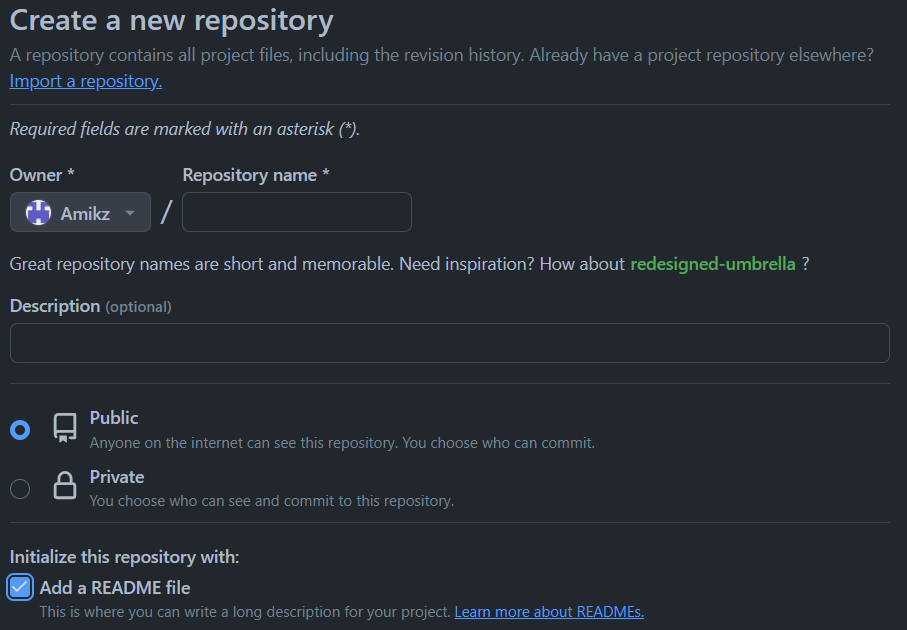 Create a new repository
A repository contains all project files, including the revision history. Already have a project repository elsewhere?
Import a repository.
Required fields are marked with an asterisk (*).
Owner * Repository name *
Amikz /
Great repository names are short and memorable. Need inspiration? How about redesigned-umbrella ?
Description (optional)
Public
Anyone on the internet can see this repository. You choose who can commit.
Private
You choose who can see and commit to this repository.
Initialize this repository with:
Add a README file
This is where you can write a long description for your project. Learn more about READMEs.